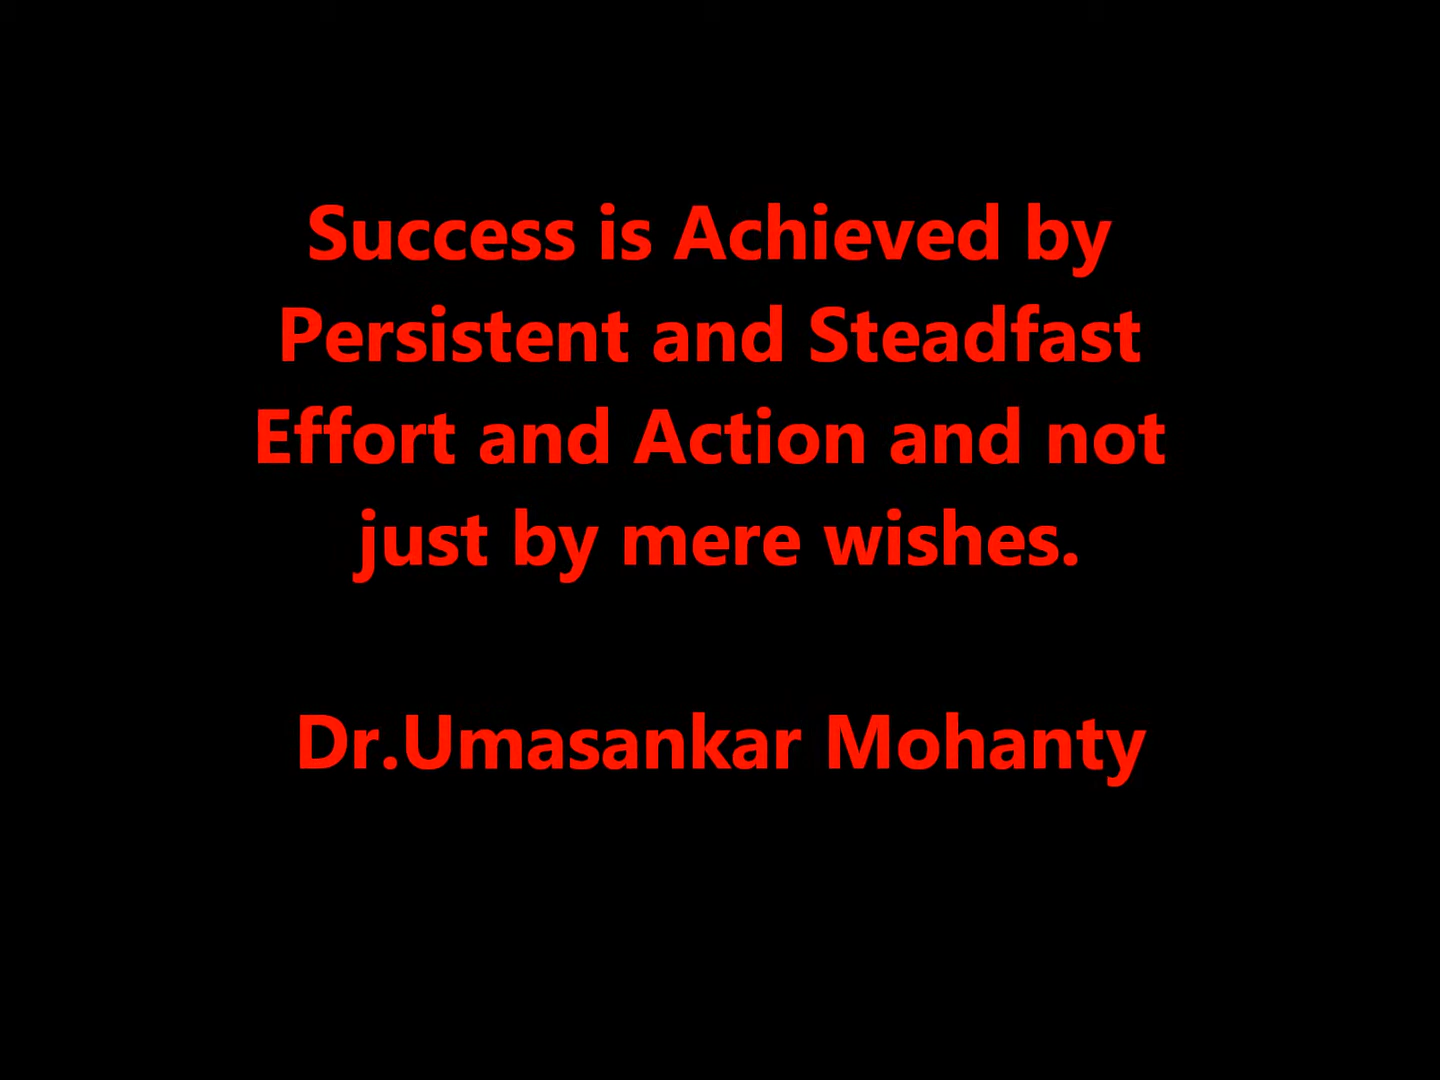 Success is Achieved by
Persistent and Steadfast
Effort and Action and not
just by mere wishes.
Dr.Umasankar Mohanty